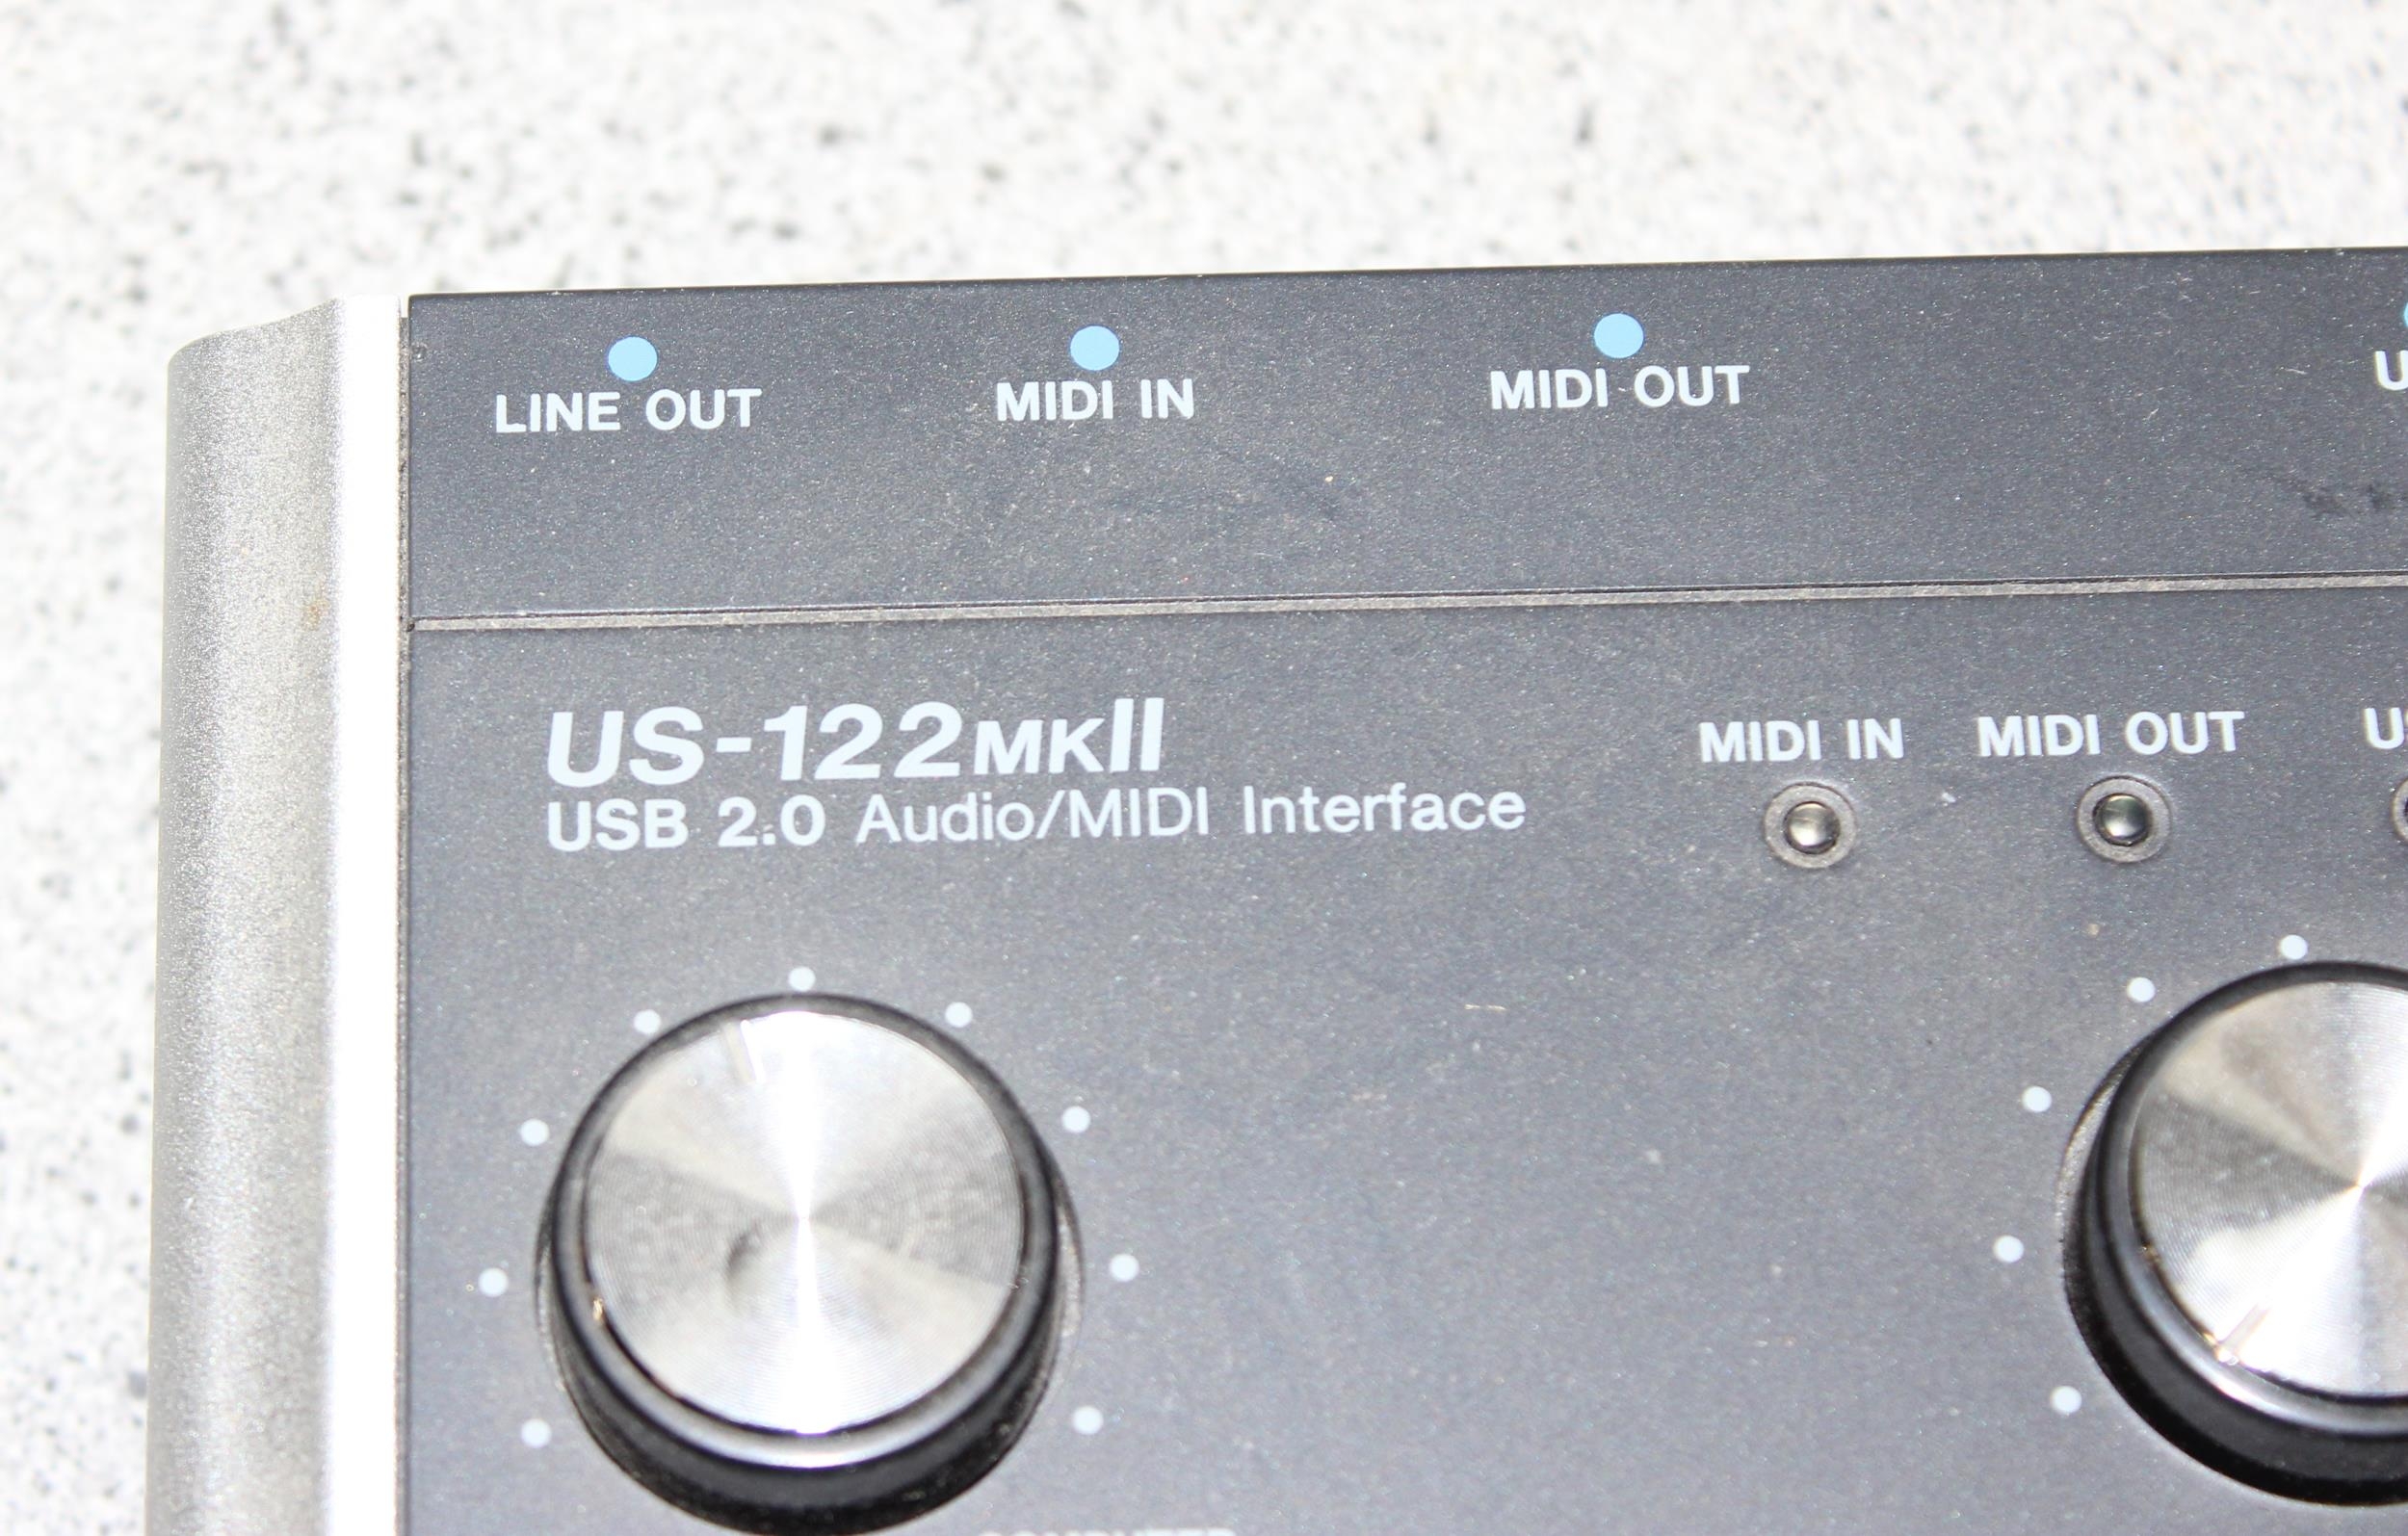 LINE OUT
MIDI IN
MIDI OUT
US-122MKII
USB 2.0 Audio/MIDI Interface
MIDI IN
MIDI OUT